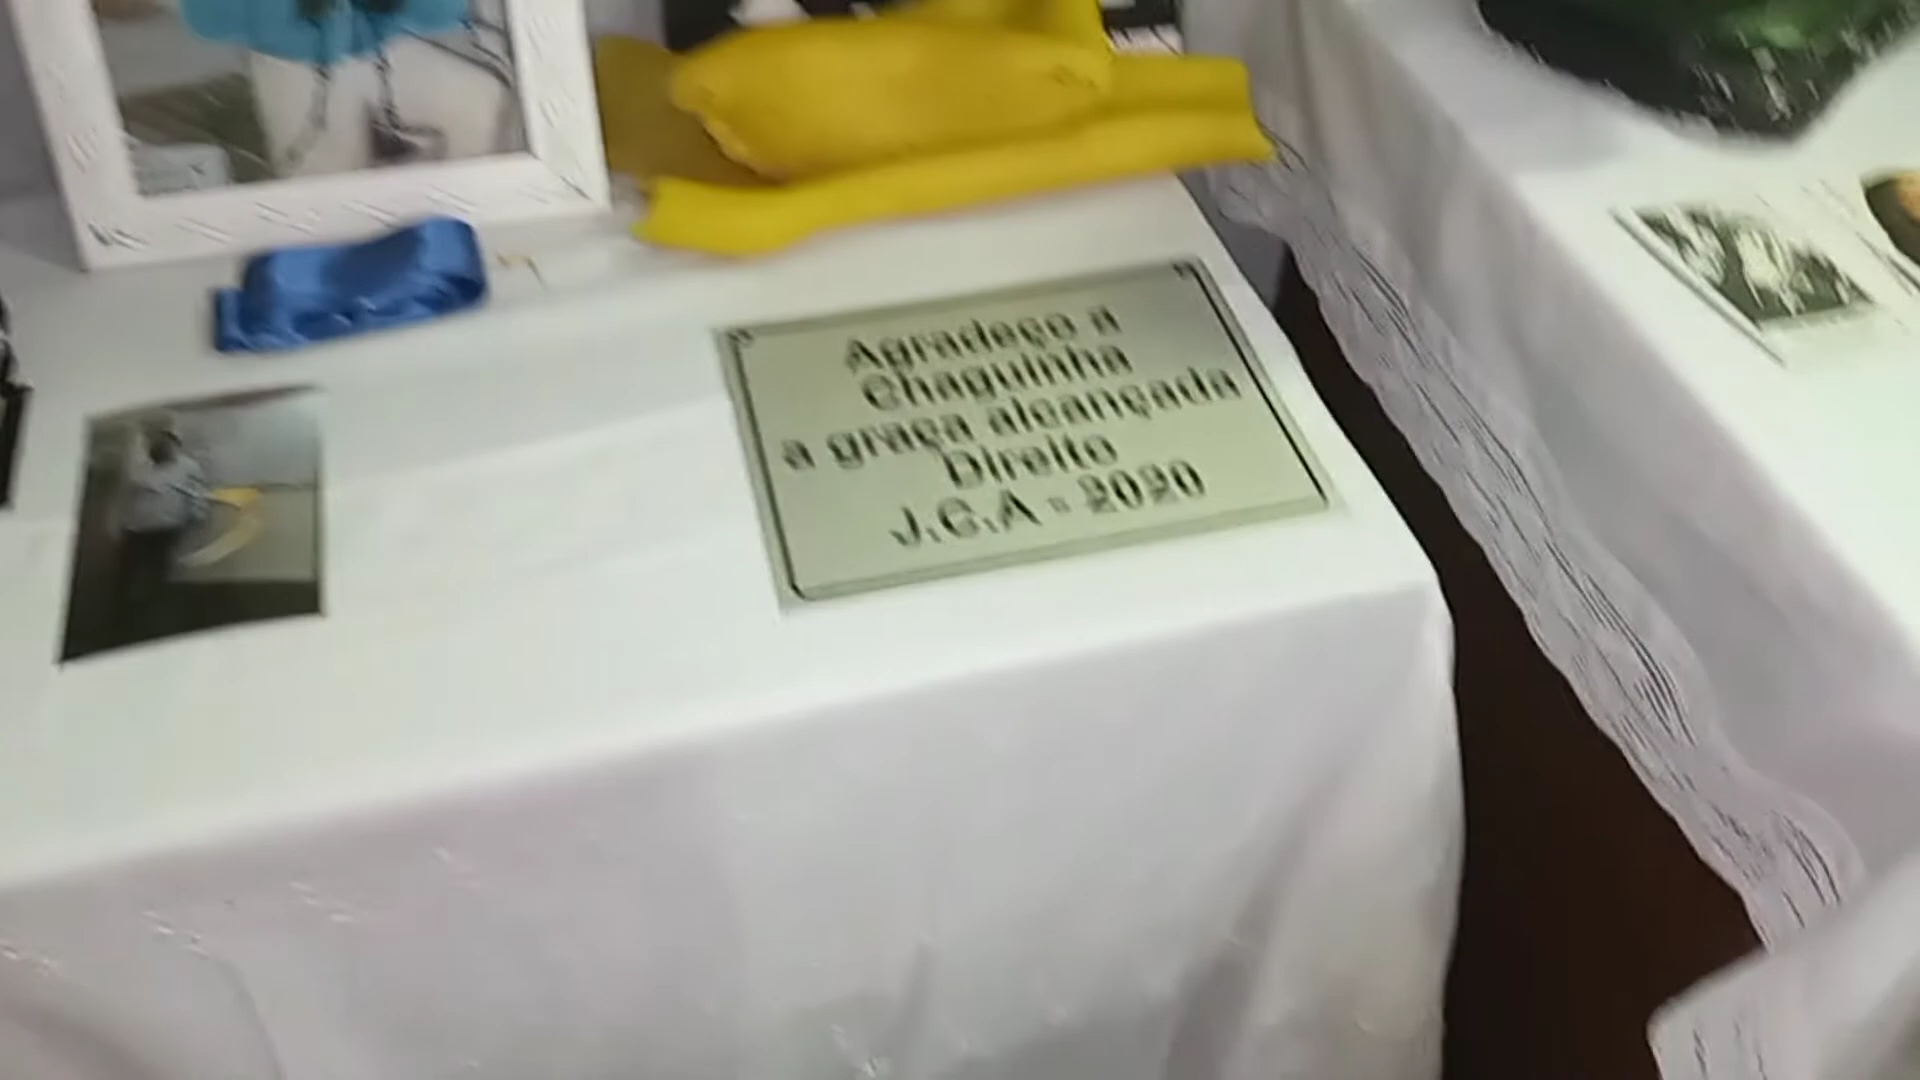 Agradeço a
Chaguinha
a graça alcançada
Direito
J.C.A - 2020